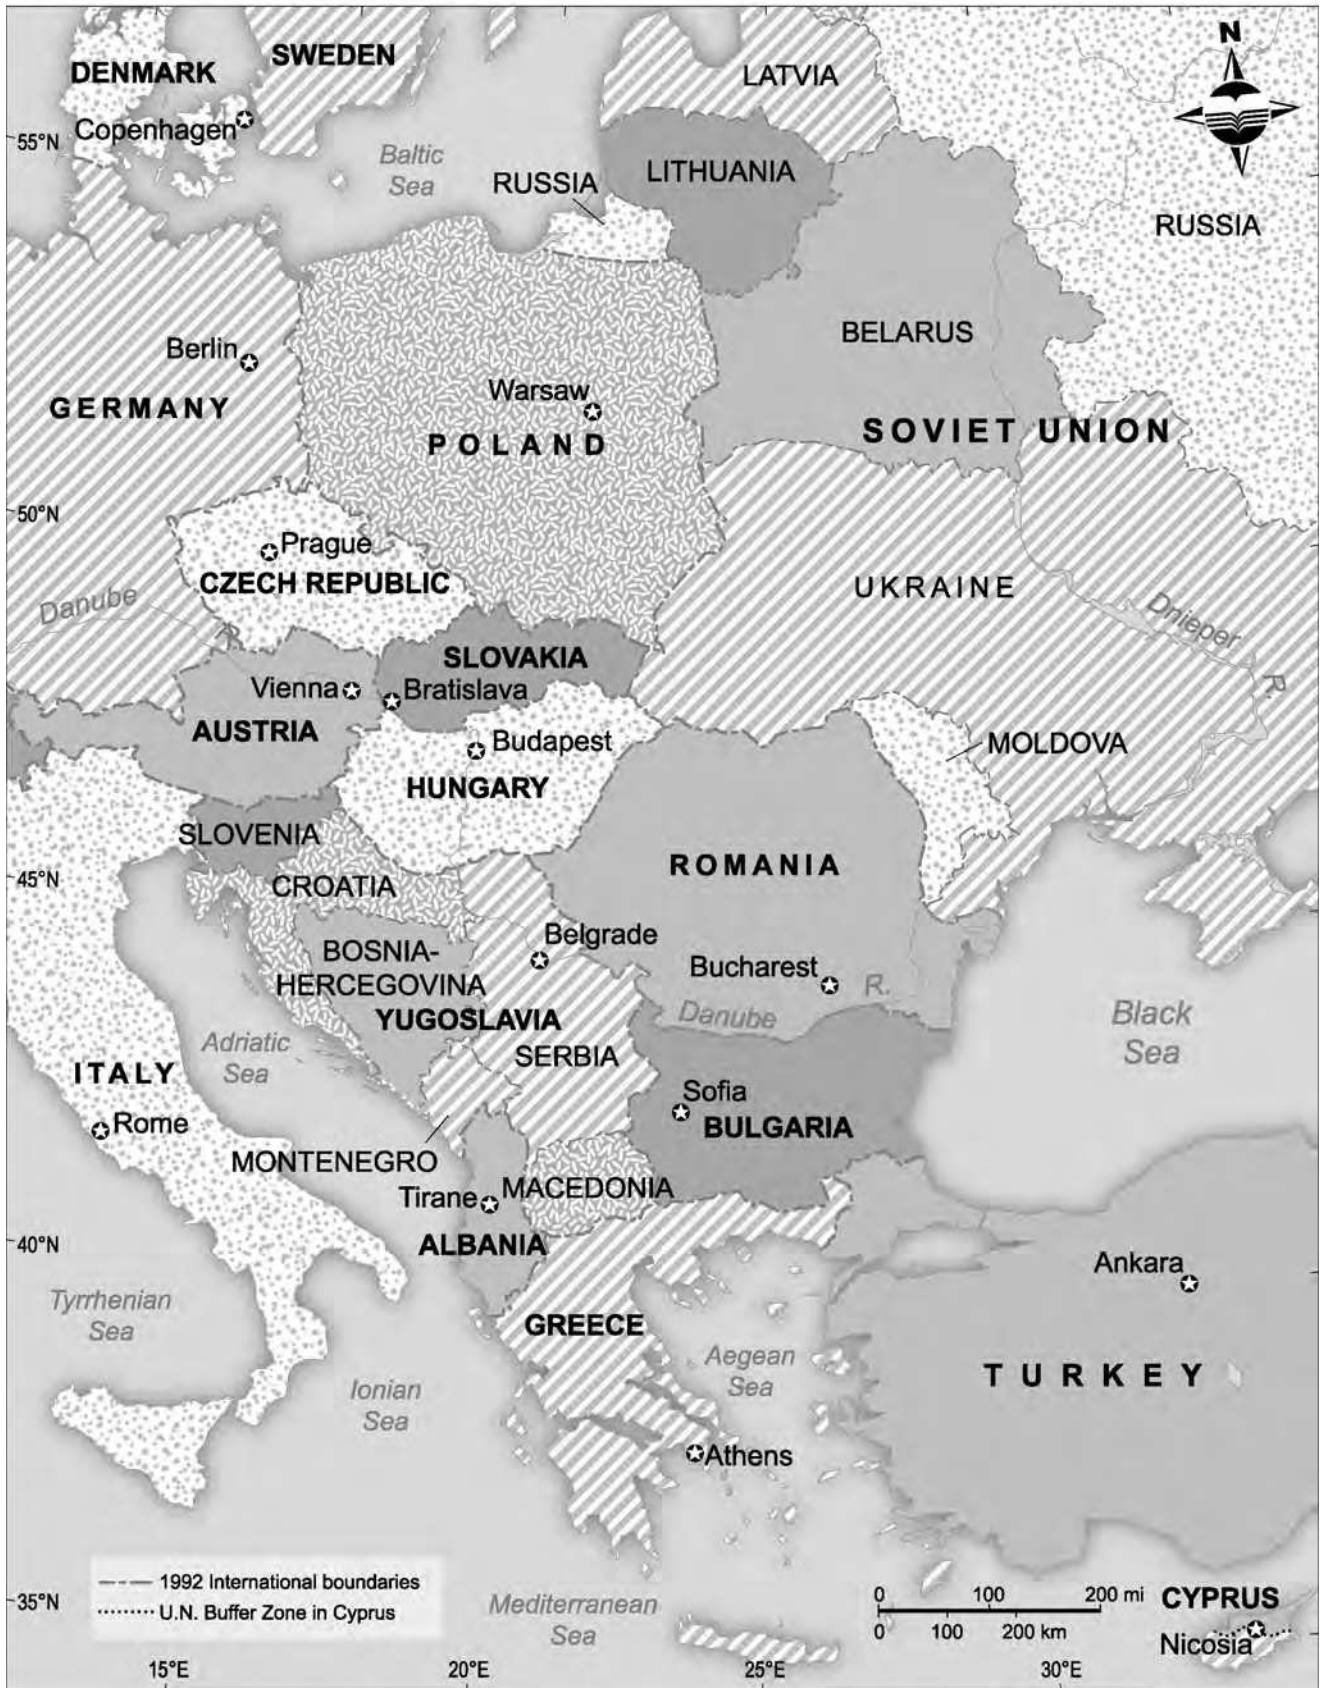 N
SWEDEN
DENMARK
Copenhagen
LATVIA
55°N
Baltic
Sea
LITHUANIA
RUSSIA
RUSSIA
BELARUS
Berlin
GERMANY
Warsaw
POLAND
SOVIET UNION
50°N
Prague
CZECH REPUBLIC
UKRAINE
Danube
R.
Dnieper
R.
SLOVAKIA
Vienna
Bratislava
AUSTRIA
Budapest
HUNGARY
MOLDOVA
SLOVENIA
ROMANIA
45°N
CROATIA
Belgrade
BOSNIA-
HERCEGOVINA
Bucharest
R.
Danube
YUGOSLAVIA
SERBIA
Black
Sea
Adriatic
Sea
ITALY
Rome
Sofia
BULGARIA
MONTENEGRO
Tirane
MACEDONIA
ALBANIA
40°N
Ankara
Tyrrhenian
Sea
GREECE
Aegean
Sea
TURKEY
Ionian
Sea
Athens
1992 International boundaries
U.N. Buffer Zone in Cyprus
35°N
Mediterranean
Sea
0 100 200 mi
0 100 200 km
CYPRUS
Nicosia
15°E 20°E 25°E 30°E